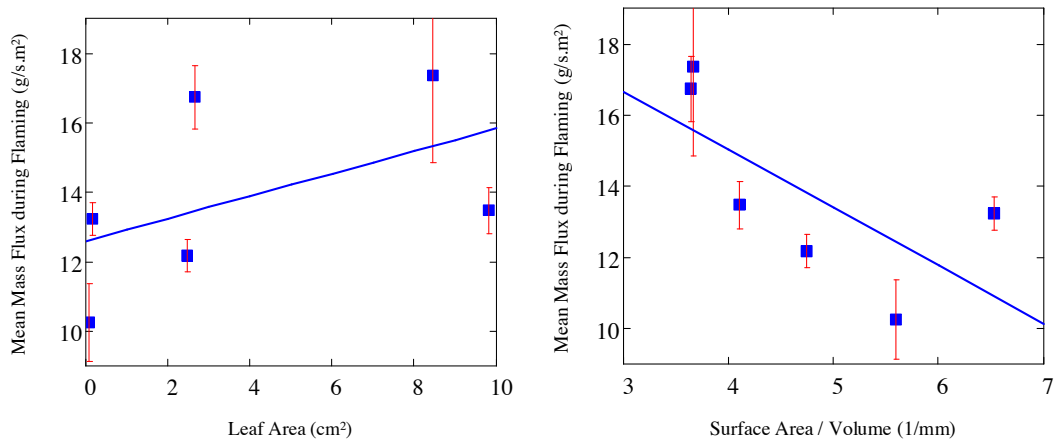 Mean Mass Flux during Flaming (g/s.m²)
18
16
14
12
10
0 2 4 6 8 10
Leaf Area (cm²)
Mean Mass Flux during Flaming (g/s.m²)
18
16
14
12
10
3 4 5 6 7
Surface Area / Volume (1/mm)